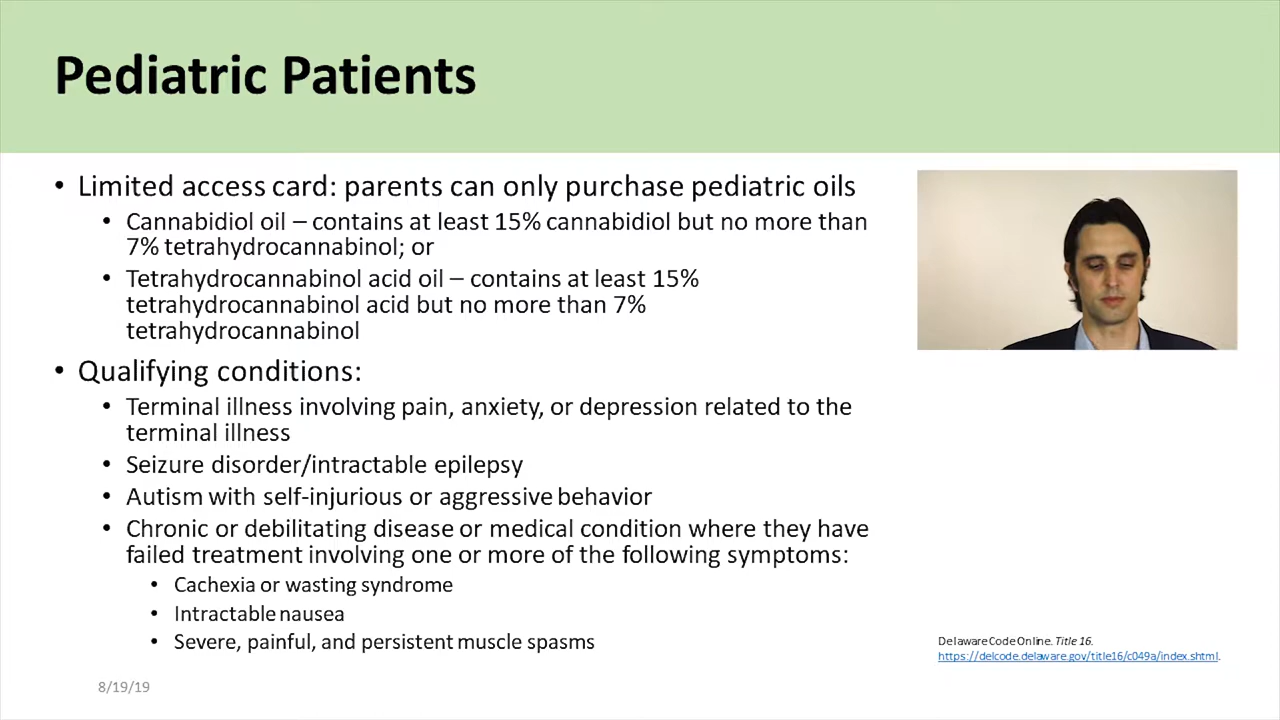 Pediatric Patients
• Limited access card: parents can only purchase pediatric oils
• Cannabidiol oil – contains at least 15% cannabidiol but no more than
7% tetrahydrocannabinol; or
• Tetrahydrocannabinol acid oil – contains at least 15%
tetrahydrocannabinol acid but no more than 7%
tetrahydrocannabinol
• Qualifying conditions:
• Terminal illness involving pain, anxiety, or depression related to the
terminal illness
• Seizure disorder/intractable epilepsy
• Autism with self-injurious or aggressive behavior
• Chronic or debilitating disease or medical condition where they have
failed treatment involving one or more of the following symptoms:
• Cachexia or wasting syndrome
• Intractable nausea
• Severe, painful, and persistent muscle spasms
Delaware Code Online. Title 16.
https://delcode.delaware.gov/title16/c049a/index.shtml.
8/19/19